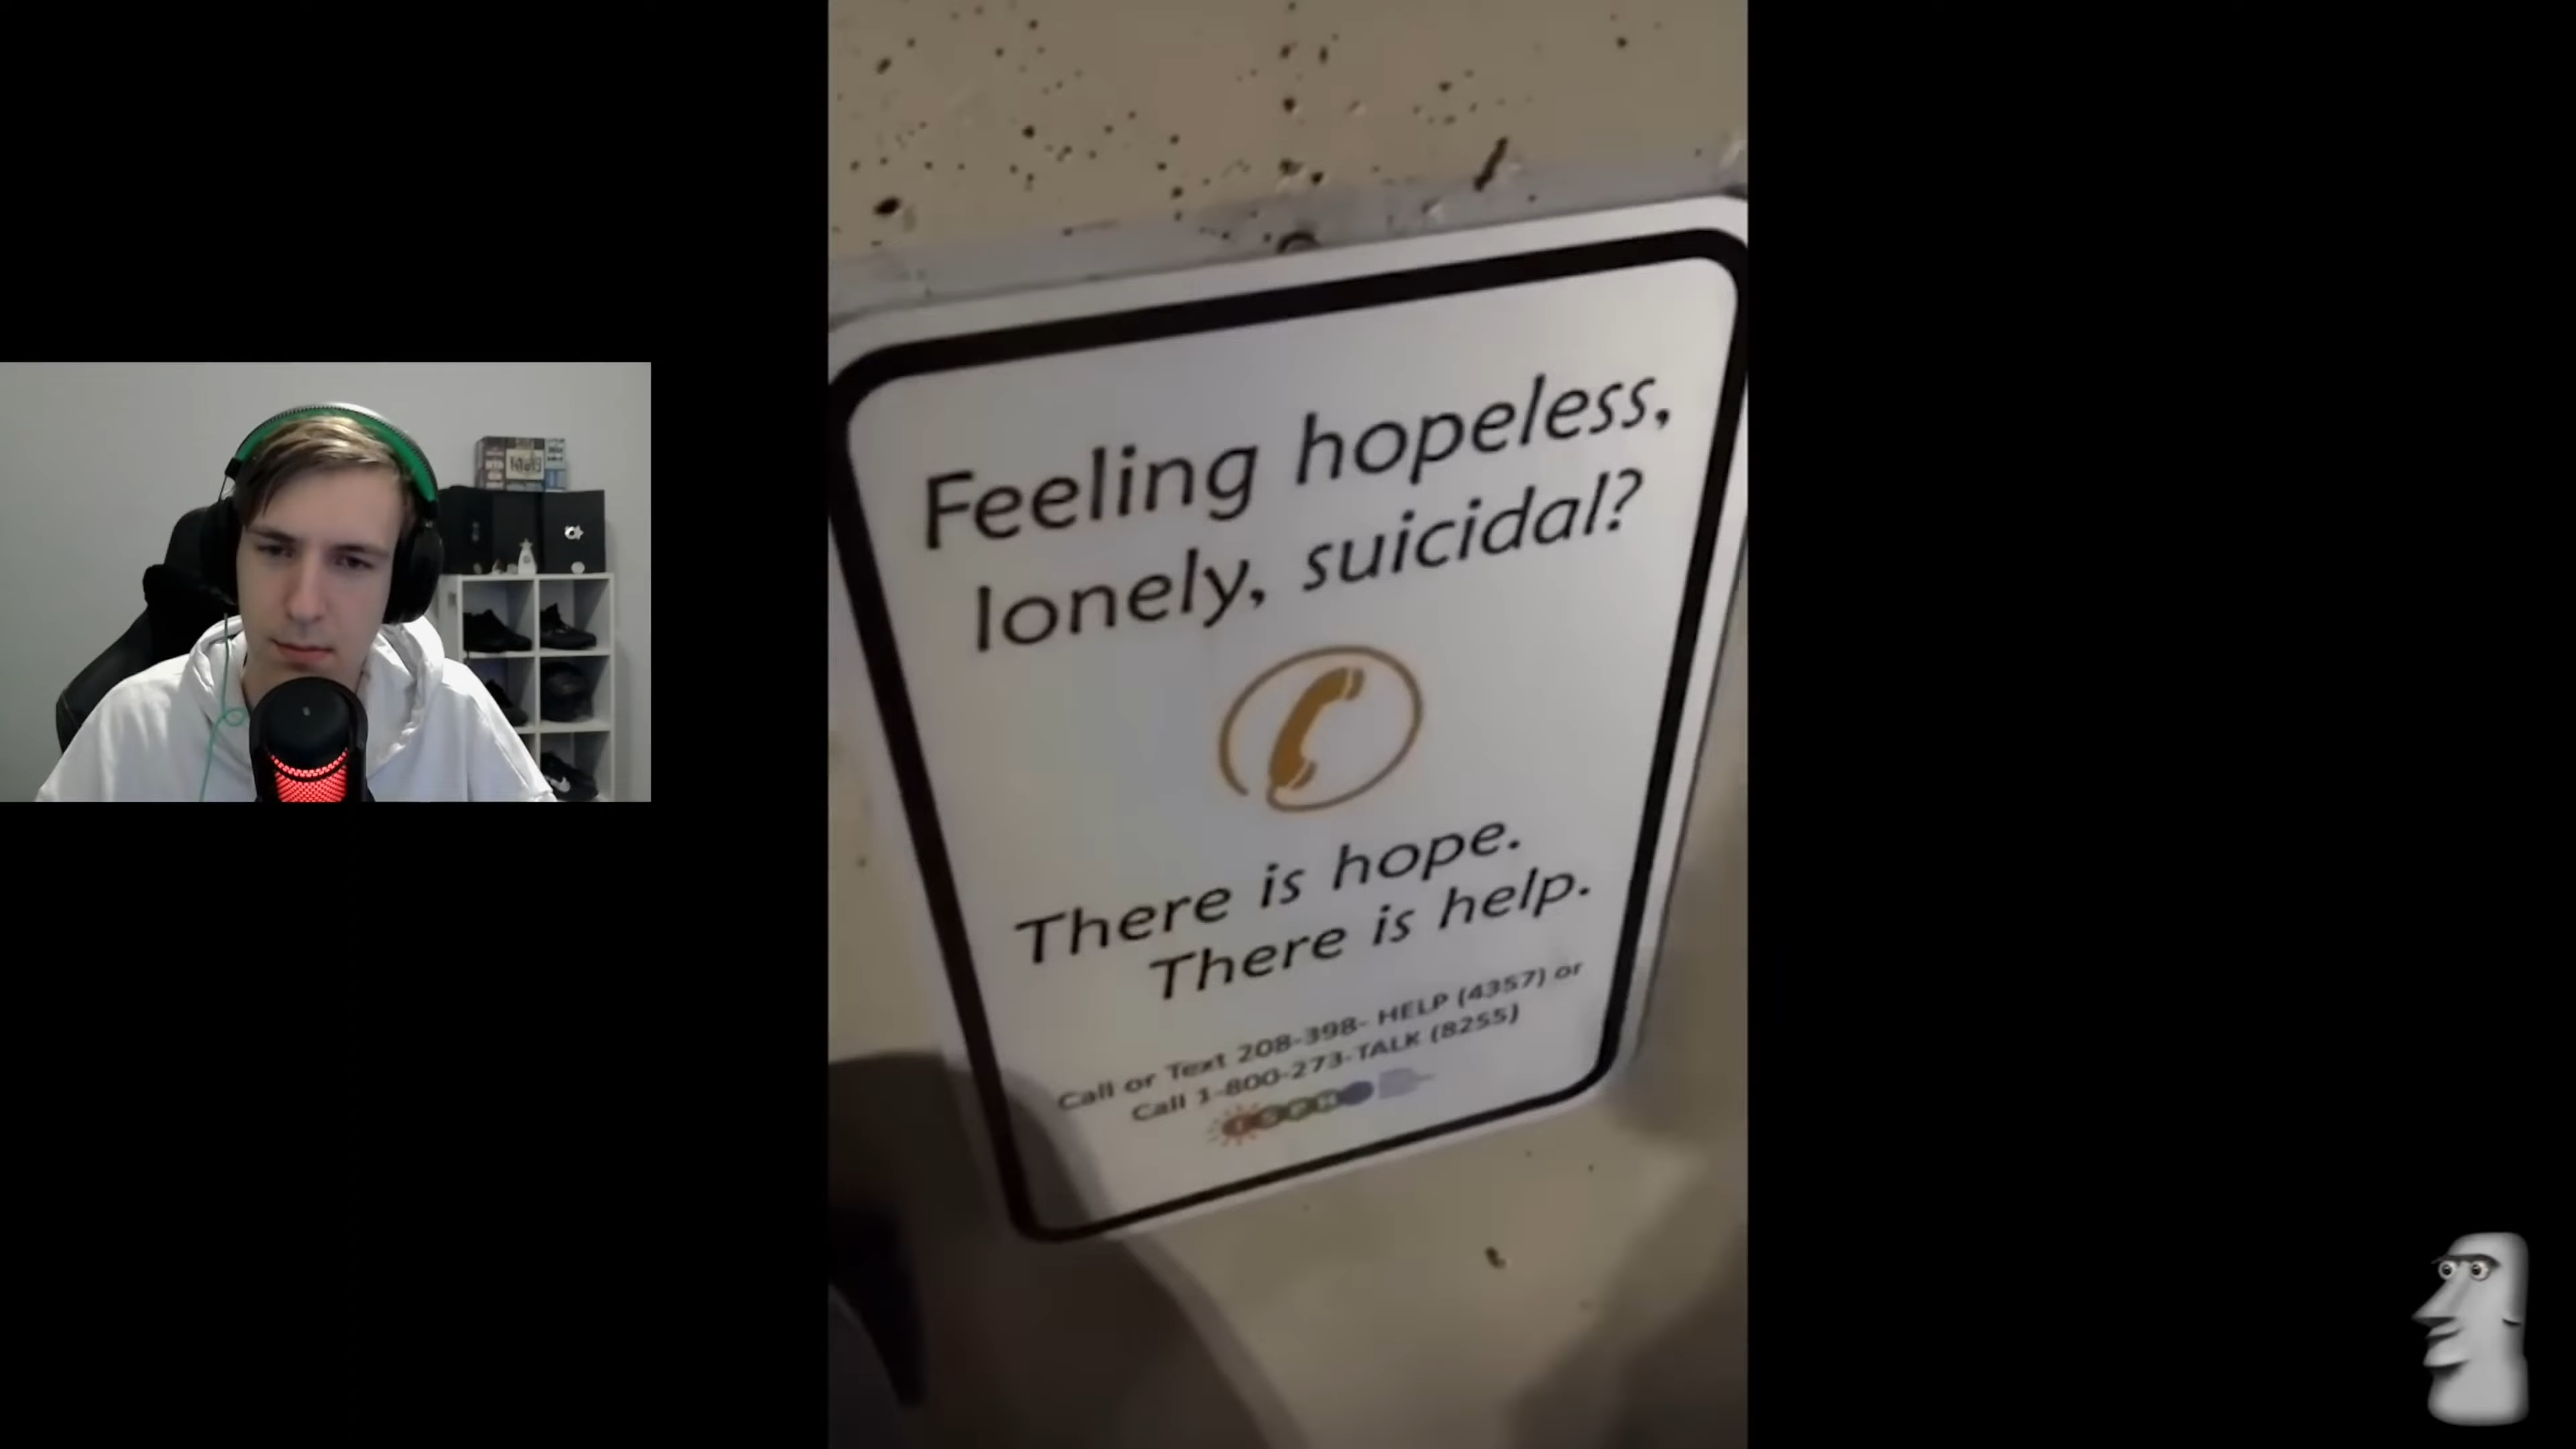 Feeling hopeless,
lonely, suicidal?
There is hope.
There is help.
Call or Text 208-398- HELP (4357) or
Call 1-800-273-TALK (8255)